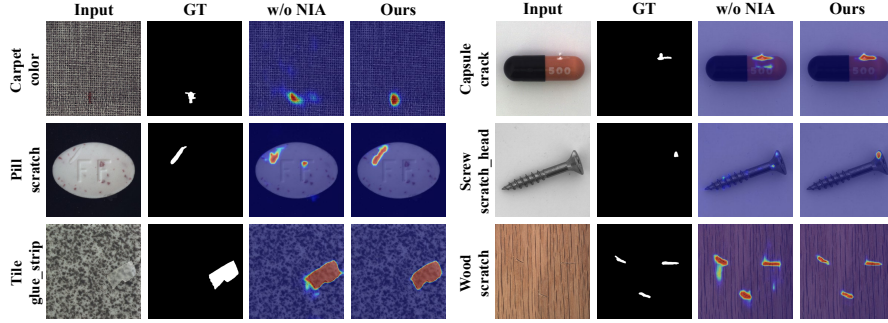 Input GT w/o NIA Ours Input GT w/o NIA Ours
Carpet
color
Capsule
crack
500
500
500
Pill
scratch
FF
Screw
scratch_head
Tile
glue_strip
Wood
scratch